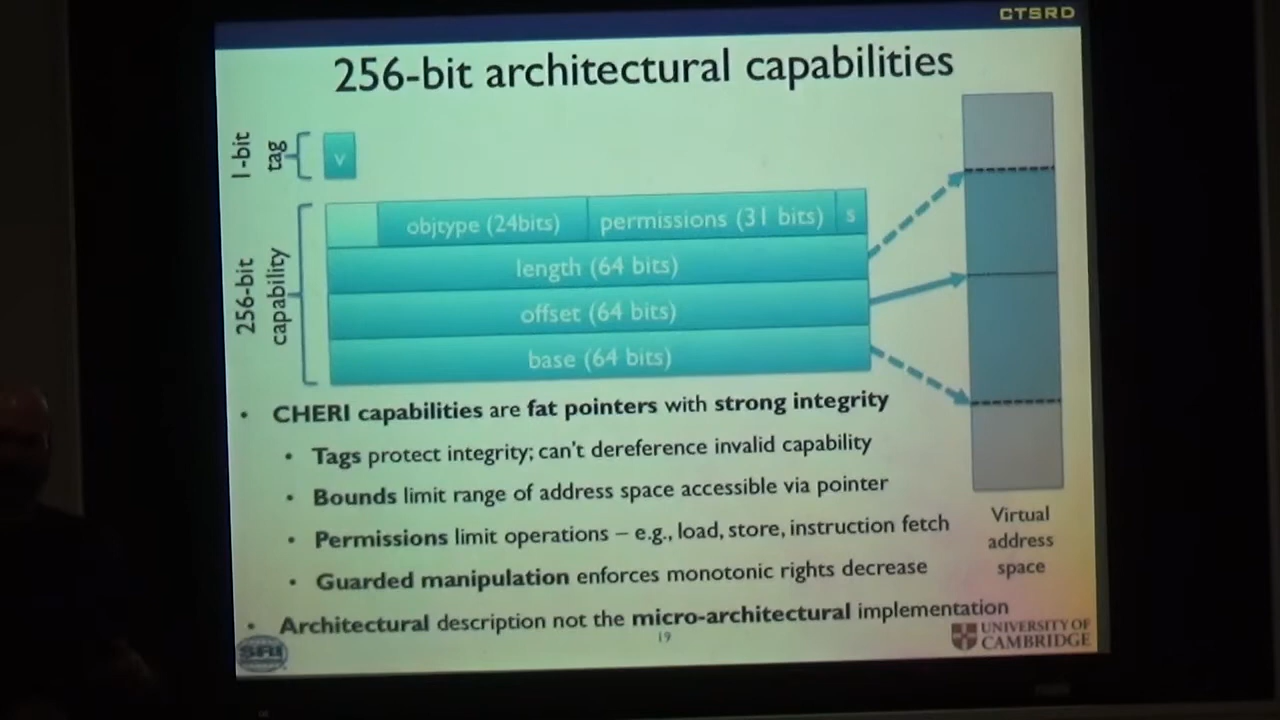 CTSRD
256-bit architectural capabilities
1-bit
tag
v
256-bit
capability
objtype (24bits)
permissions (31 bits)
s
length (64 bits)
offset (64 bits)
base (64 bits)
• CHERI capabilities are fat pointers with strong integrity
• Tags protect integrity; can't dereference invalid capability
• Bounds limit range of address space accessible via pointer
• Permissions limit operations – e.g., load, store, instruction fetch
• Guarded manipulation enforces monotonic rights decrease
• Architectural description not the micro-architectural implementation
Virtual
address
space
19
SRI
UNIVERSITY OF
CAMBRIDGE